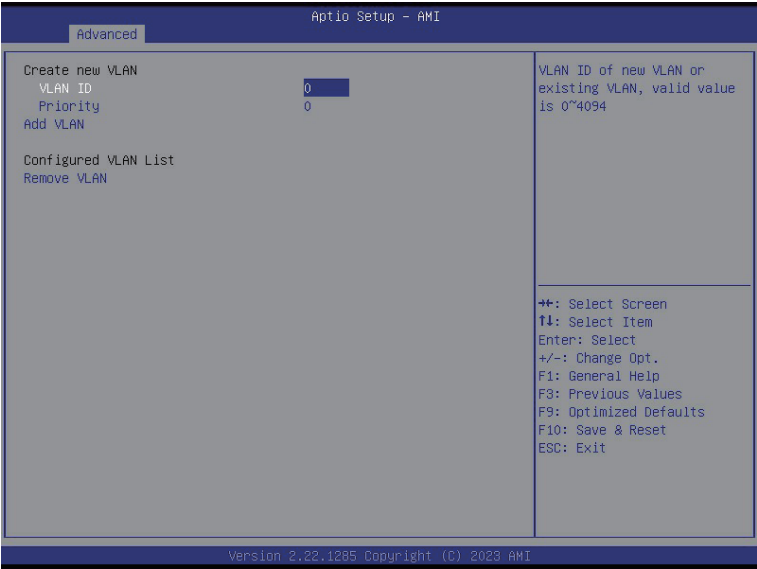 Aptio Setup – AMI
Advanced
Create new VLAN
VLAN ID 0
Priority 0
Add VLAN
Configured VLAN List
Remove VLAN
VLAN ID of new VLAN or
existing VLAN, valid value
is 0~4094
→←: Select Screen
↑↓: Select Item
Enter: Select
+/-: Change Opt.
F1: General Help
F3: Previous Values
F9: Optimized Defaults
F10: Save & Reset
ESC: Exit
Version 2.22.1285 Copyright (C) 2023 AMI